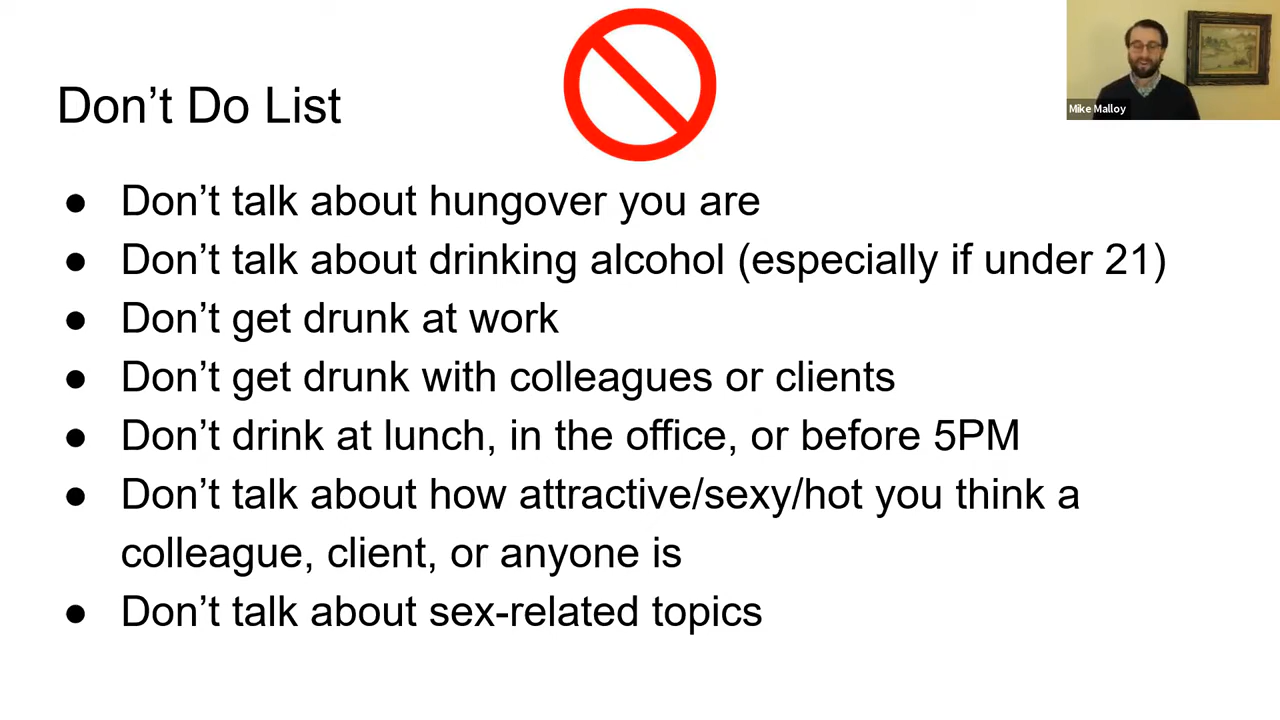 Don't Do List
Mike Malloy
● Don't talk about hungover you are
● Don't talk about drinking alcohol (especially if under 21)
● Don't get drunk at work
● Don't get drunk with colleagues or clients
● Don't drink at lunch, in the office, or before 5PM
● Don't talk about how attractive/sexy/hot you think a
colleague, client, or anyone is
● Don't talk about sex-related topics